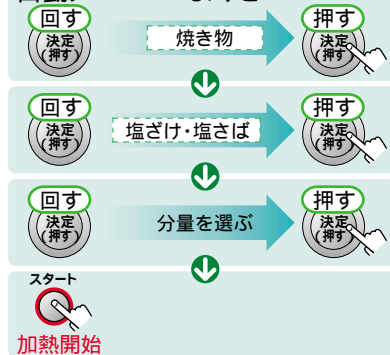 回す
決定
(押す)
焼き物
押す
決定
(押す)
回す
決定
(押す)
塩ざけ・塩さば
押す
決定
(押す)
回す
決定
(押す)
分量を選ぶ
押す
決定
(押す)
スタート
加熱開始